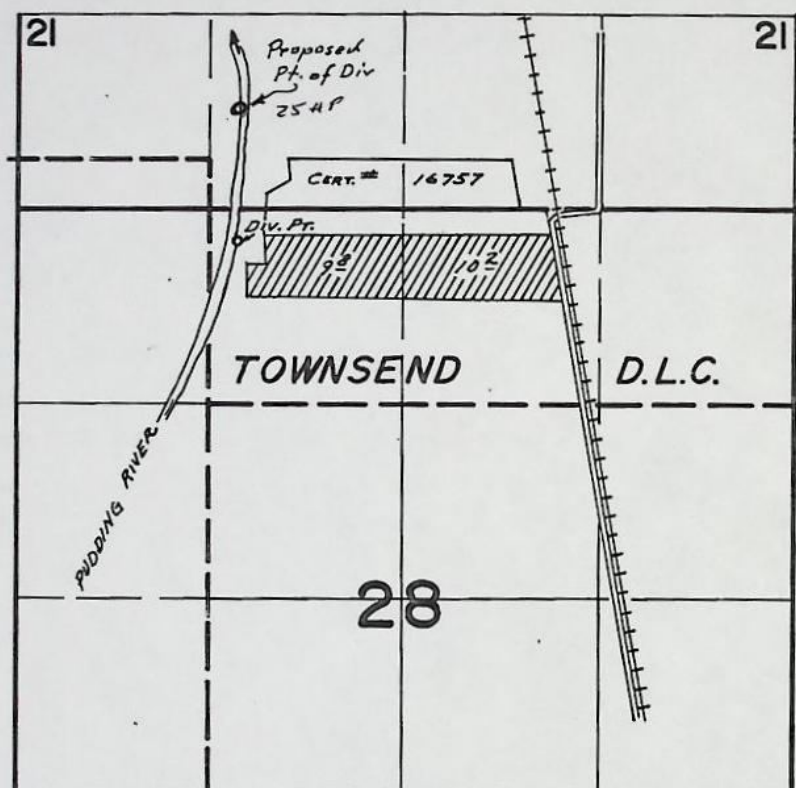 21
21
Proposed
Pt. of Div
25 HP
CERT. # 16757
Div. Pt.
9 8
10 2
TOWNSEND D.L.C.
PUDDING RIVER
28